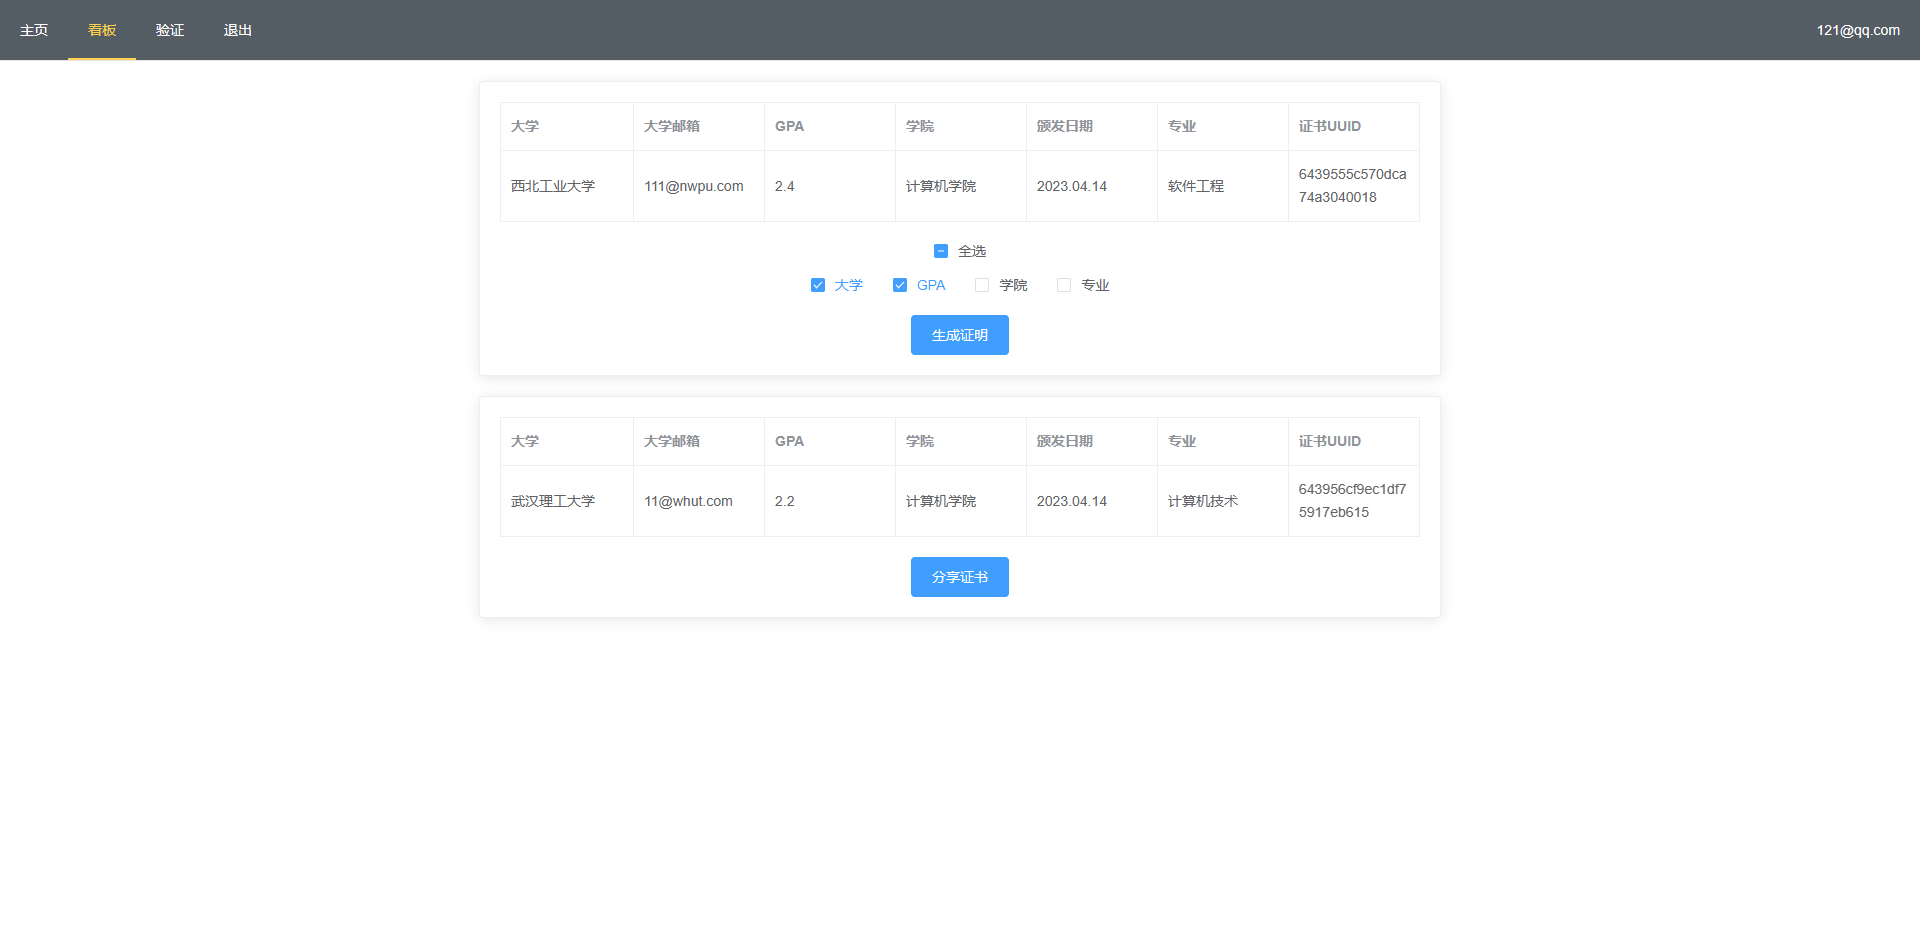 主页 看板 验证 退出 121@qq.com
大学 大学邮箱 GPA 学院 颁发日期 专业 证书UUID
西北工业大学 111@nwpu.com 2.4 计算机学院 2023.04.14 软件工程 6439555c570dca
74a3040018
全选
大学 GPA 学院 专业
生成证明
大学 大学邮箱 GPA 学院 颁发日期 专业 证书UUID
武汉理工大学 11@whut.com 2.2 计算机学院 2023.04.14 计算机技术 643956cf9ec1df7
5917eb615
分享证书